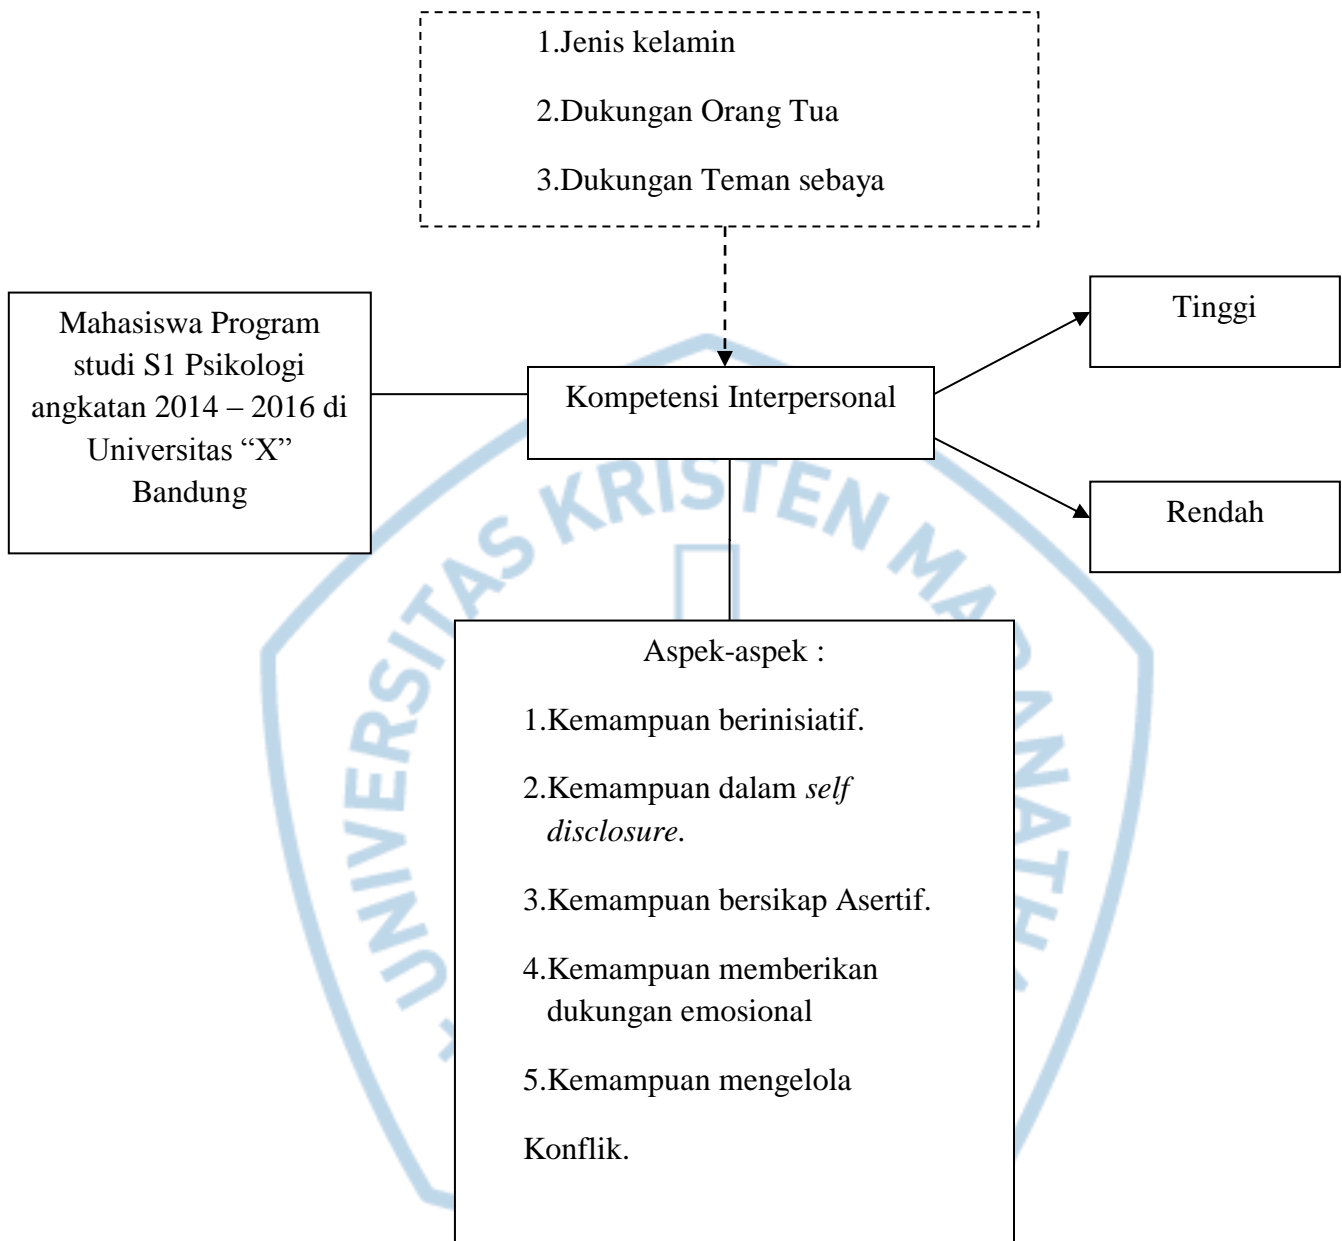 1.Jenis kelamin
2.Dukungan Orang Tua
3.Dukungan Teman sebaya
Mahasiswa Program
studi S1 Psikologi
angkatan 2014 – 2016 di
Universitas “X”
Bandung
Kompetensi Interpersonal
Tinggi
Rendah
Aspek-aspek :
1.Kemampuan berinisiatif.
2.Kemampuan dalam self
disclosure.
3.Kemampuan bersikap Asertif.
4.Kemampuan memberikan
dukungan emosional
5.Kemampuan mengelola
Konflik.
UNIVERSITAS KRISTEN MARANATHA